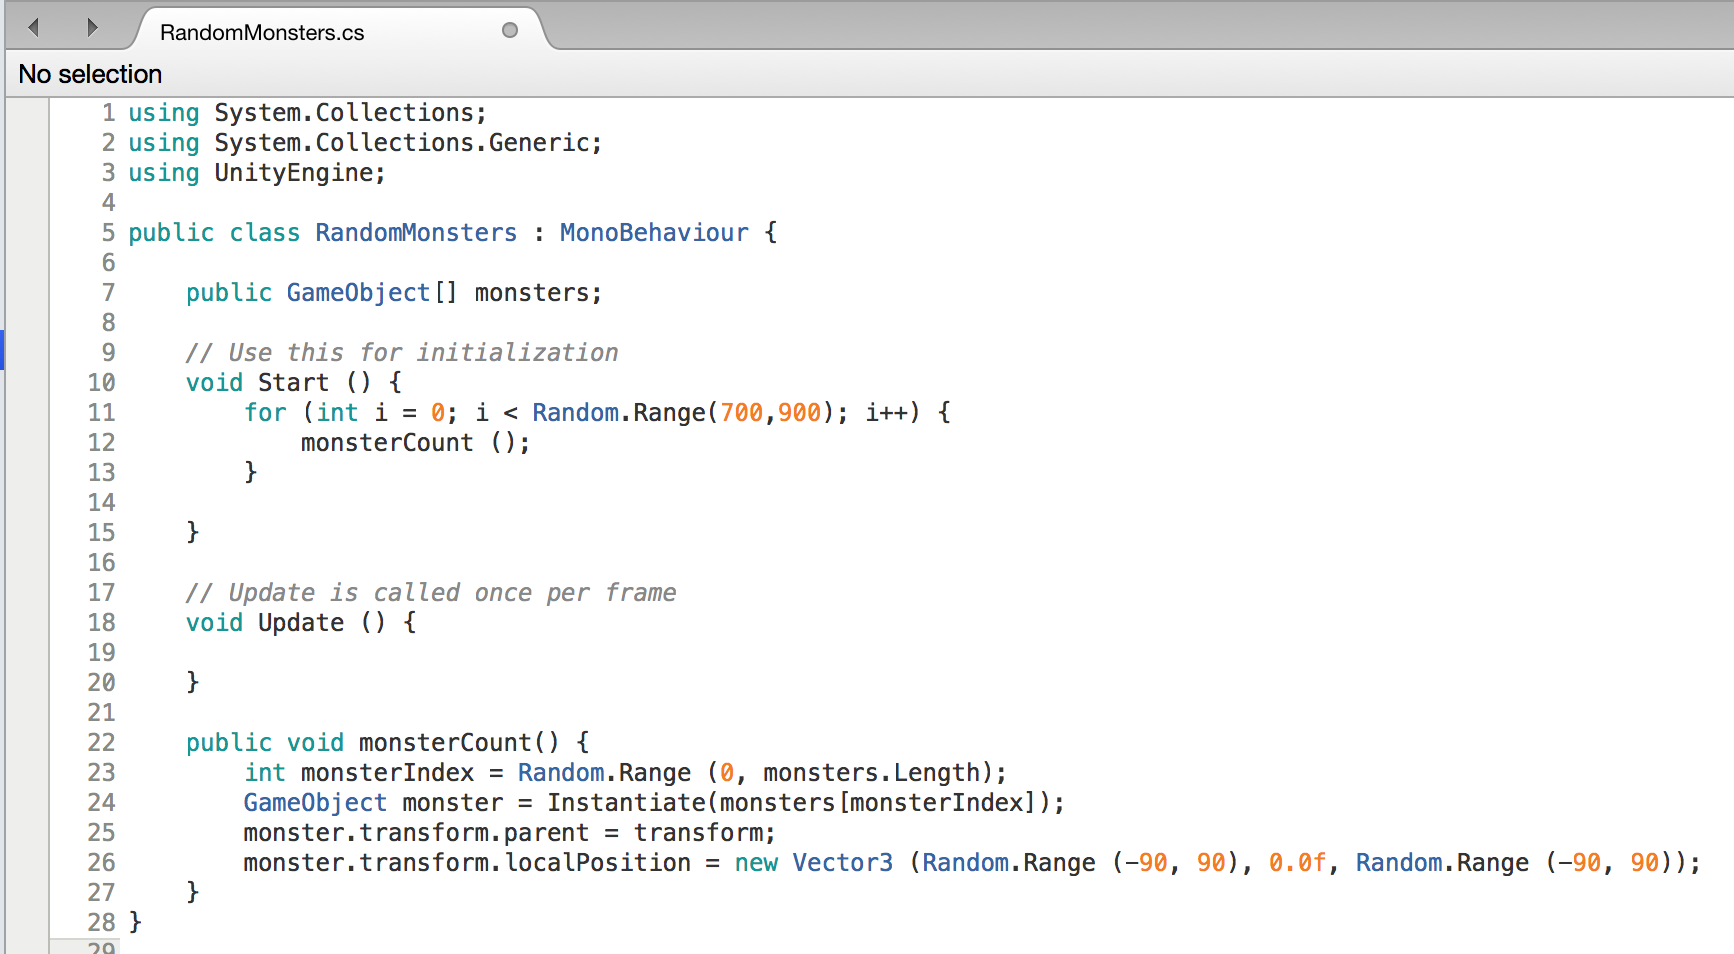 RandomMonsters.cs
No selection
1 using System.Collections;
2 using System.Collections.Generic;
3 using UnityEngine;
4
5 public class RandomMonsters : MonoBehaviour {
6
7     public GameObject[] monsters;
8
9     // Use this for initialization
10     void Start () {
11         for (int i = 0; i < Random.Range(700,900); i++) {
12             monsterCount ();
13         }
14
15     }
16
17     // Update is called once per frame
18     void Update () {
19
20     }
21
22     public void monsterCount() {
23         int monsterIndex = Random.Range (0, monsters.Length);
24         GameObject monster = Instantiate(monsters[monsterIndex]);
25         monster.transform.parent = transform;
26         monster.transform.localPosition = new Vector3 (Random.Range (-90, 90), 0.0f, Random.Range (-90, 90));
27     }
28 }
29